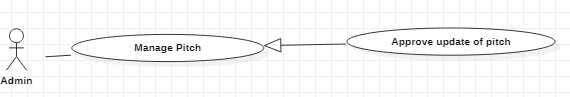 Manage Pitch
Approve update of pitch
Admin